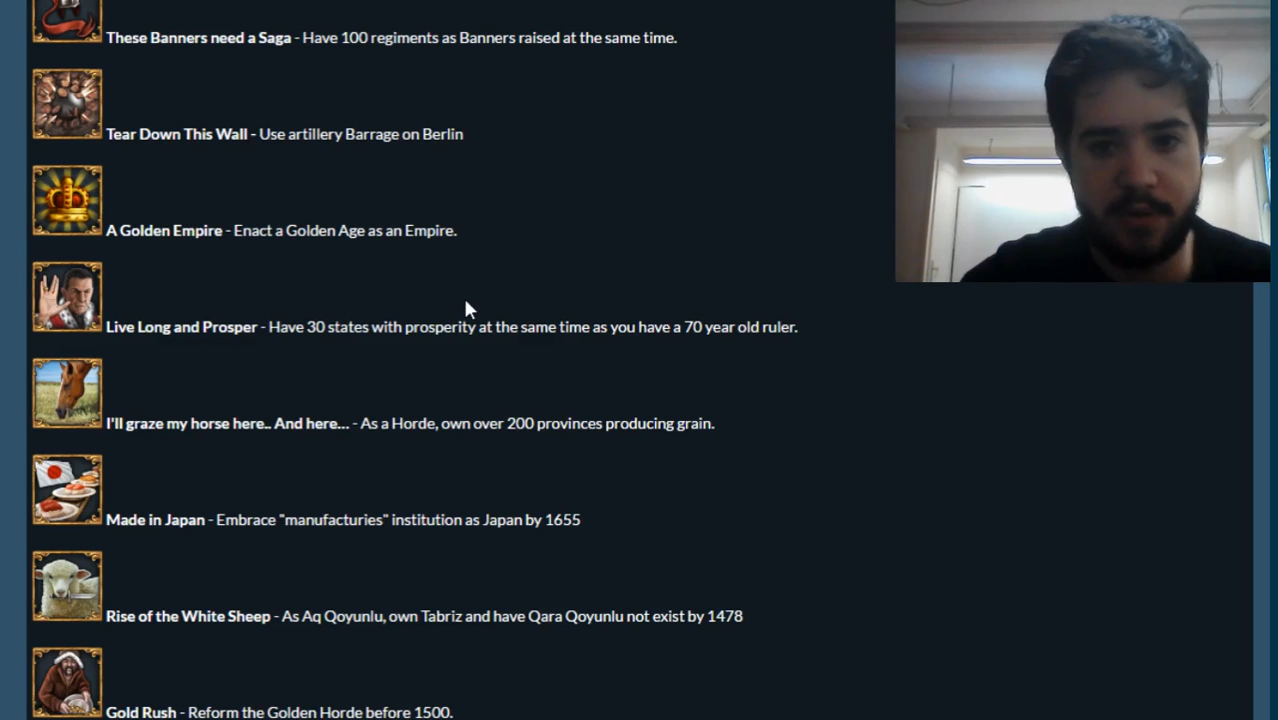 These Banners need a Saga - Have 100 regiments as Banners raised at the same time.
Tear Down This Wall - Use artillery Barrage on Berlin
A Golden Empire - Enact a Golden Age as an Empire.
Live Long and Prosper - Have 30 states with prosperity at the same time as you have a 70 year old ruler.
I'll graze my horse here.. And here... - As a Horde, own over 200 provinces producing grain.
Made in Japan - Embrace "manufacturies" institution as Japan by 1655
Rise of the White Sheep - As Aq Qoyunlu, own Tabriz and have Qara Qoyunlu not exist by 1478
Gold Rush - Reform the Golden Horde before 1500.